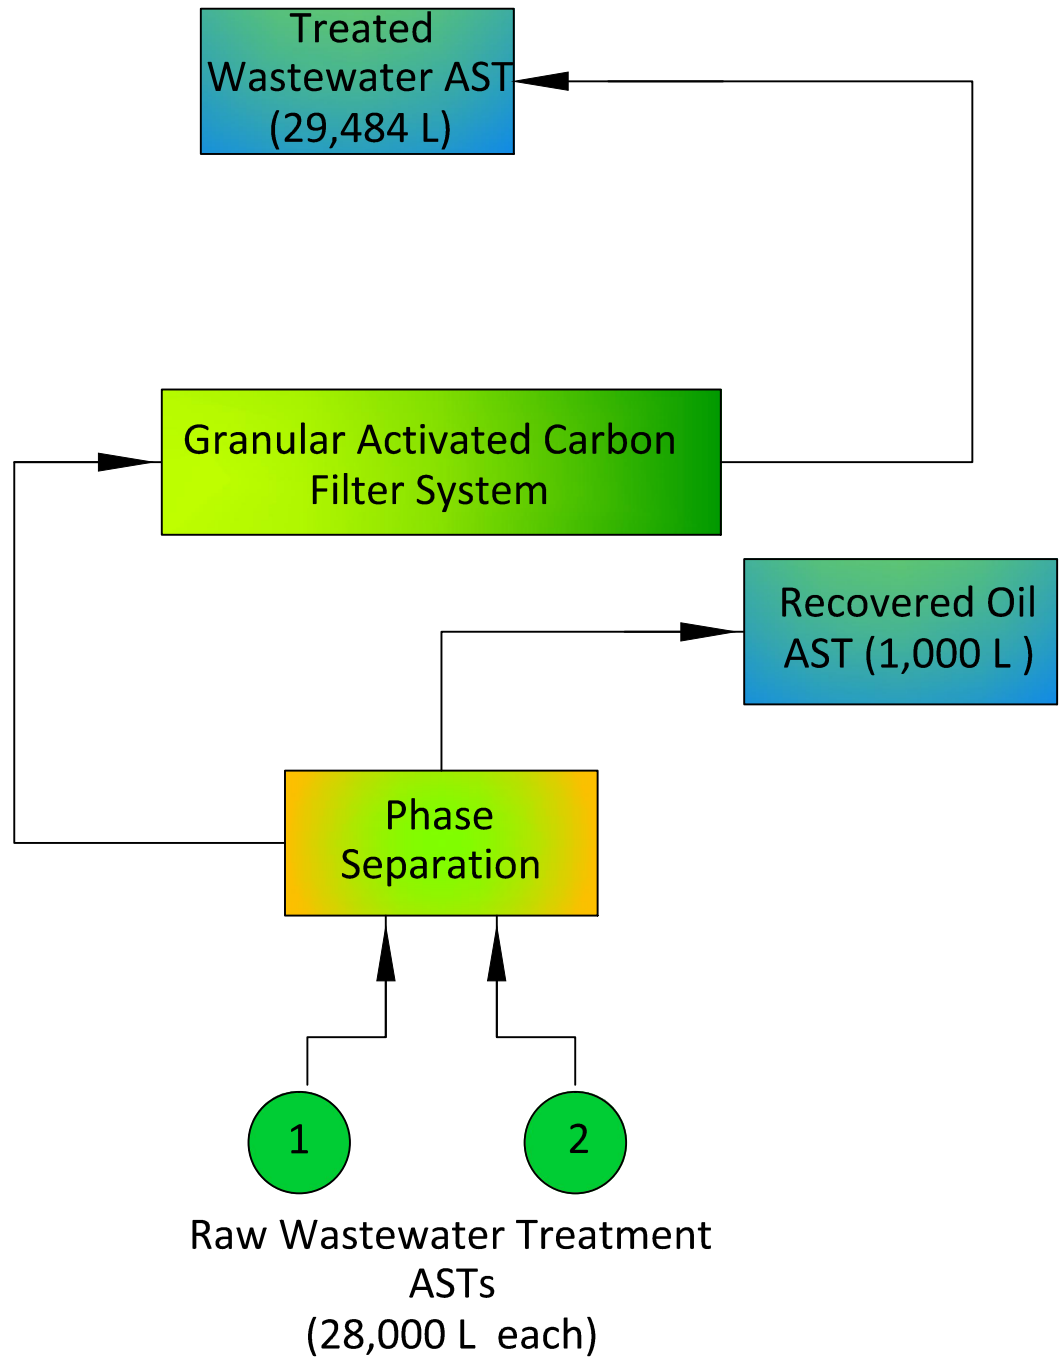 Treated
Wastewater AST
(29,484 L)
Granular Activated Carbon
Filter System
Recovered Oil
AST (1,000 L )
Phase
Separation
1
2
Raw Wastewater Treatment
ASTs
(28,000 L  each)